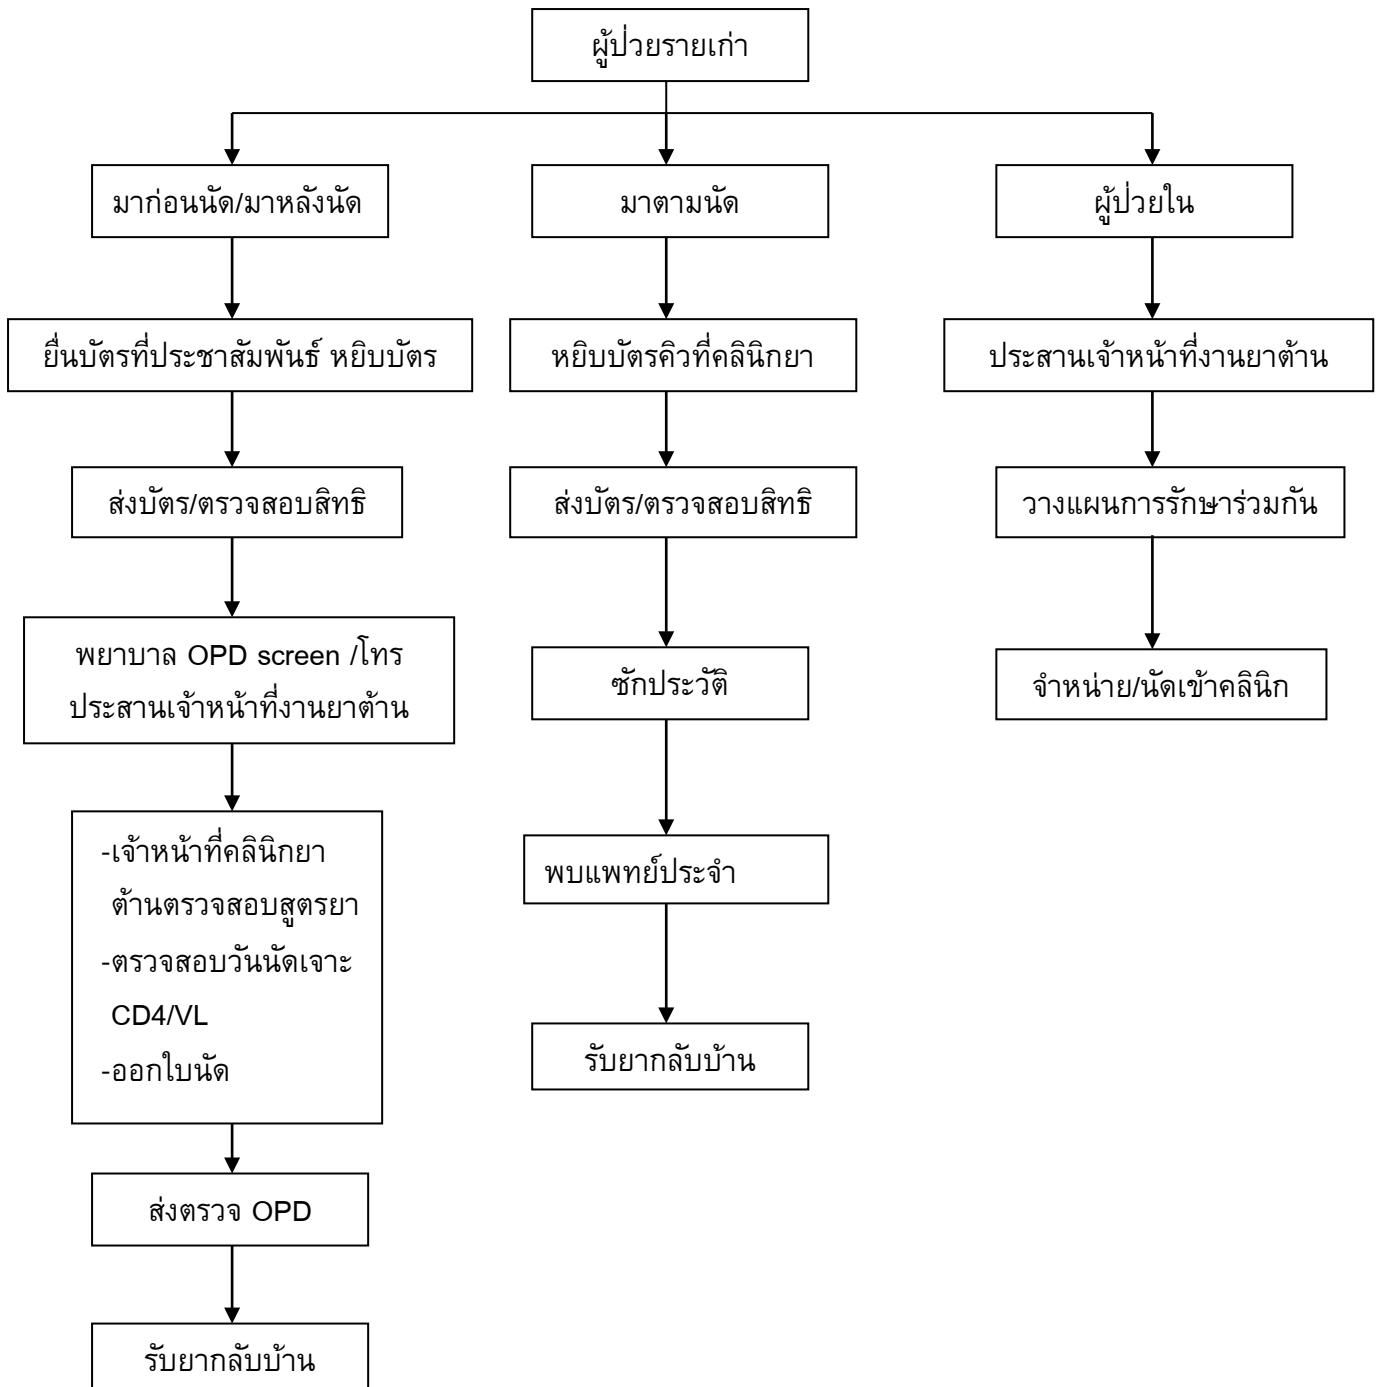 ผู้ป่วยรายเก่า
มาก่อนนัด/มาหลังนัด
มาตามนัด
ผู้ป่วยใน
ยื่นบัตรที่ประชาสัมพันธ์ หยิบบัตร
หยิบบัตรคิวที่คลินิกยา
ประสานเจ้าหน้าที่งานยาต้าน
ส่งบัตร/ตรวจสอบสิทธิ
ส่งบัตร/ตรวจสอบสิทธิ
วางแผนการรักษาร่วมกัน
พยาบาล OPD screen /โทร
ประสานเจ้าหน้าที่งานยาต้าน
ซักประวัติ
จำหน่าย/นัดเข้าคลินิก
-เจ้าหน้าที่คลินิกยา
ต้านตรวจสอบสูตรยา
-ตรวจสอบวันนัดเจาะ
CD4/VL
-ออกใบนัด
พบแพทย์ประจำ
รับยากลับบ้าน
ส่งตรวจ OPD
รับยากลับบ้าน